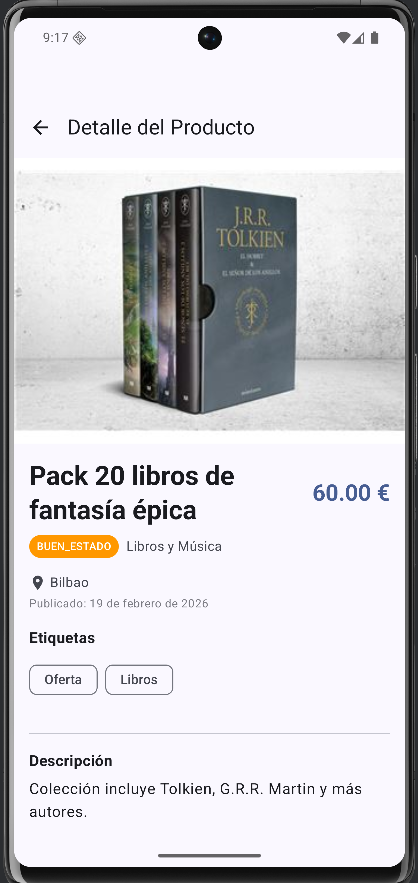 9:17
Detalle del Producto
J.R.R.
TOLKIEN
EL HOBBIT
&
EL SEÑOR DE LOS ANILLOS
Pack 20 libros de
fantasía épica
60.00 €
BUEN_ESTADO Libros y Música
Bilbao
Publicado: 19 de febrero de 2026
Etiquetas
Oferta Libros
Descripción
Colección incluye Tolkien, G.R.R. Martin y más
autores.